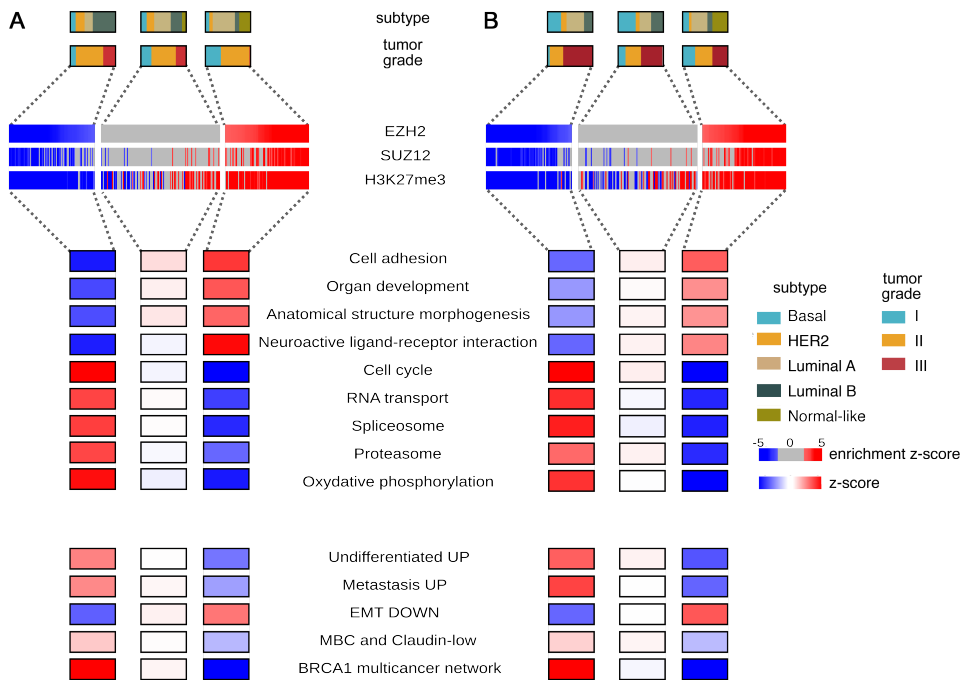 A
subtype
B
tumor
grade
EZH2
SUZ12
H3K27me3
Cell adhesion
Organ development
Anatomical structure morphogenesis
Neuroactive ligand-receptor interaction
Cell cycle
RNA transport
Spliceosome
Proteasome
Oxydative phosphorylation
Undifferentiated UP
Metastasis UP
EMT DOWN
MBC and Claudin-low
BRCA1 multicancer network
subtype
Basal
HER2
Luminal A
Luminal B
Normal-like
tumor
grade
I
II
III
-5 0 5
enrichment z-score
z-score